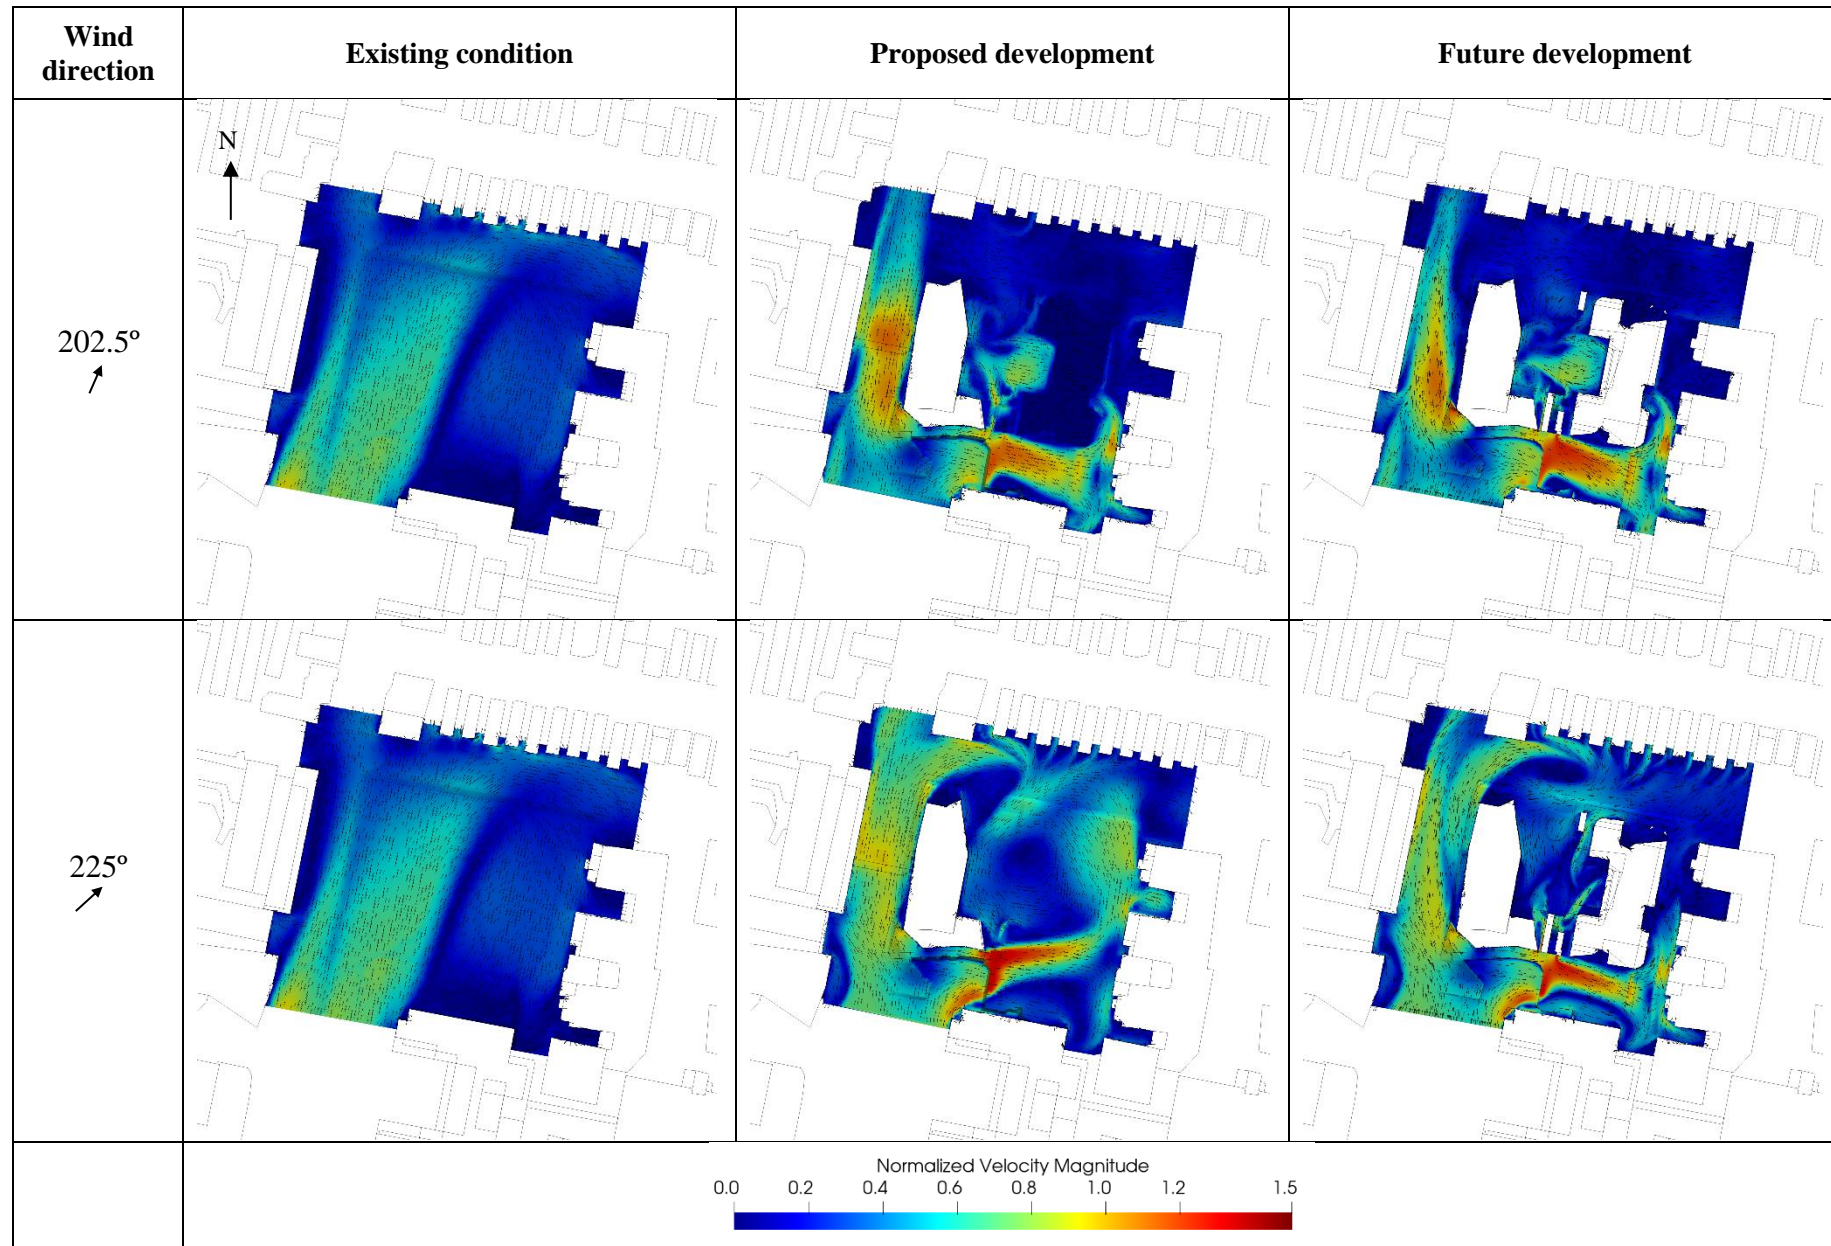 Wind
direction
Existing condition
Proposed development
Future development
N
202.5º
225º
Normalized Velocity Magnitude
0.0 0.2 0.4 0.6 0.8 1.0 1.2 1.5